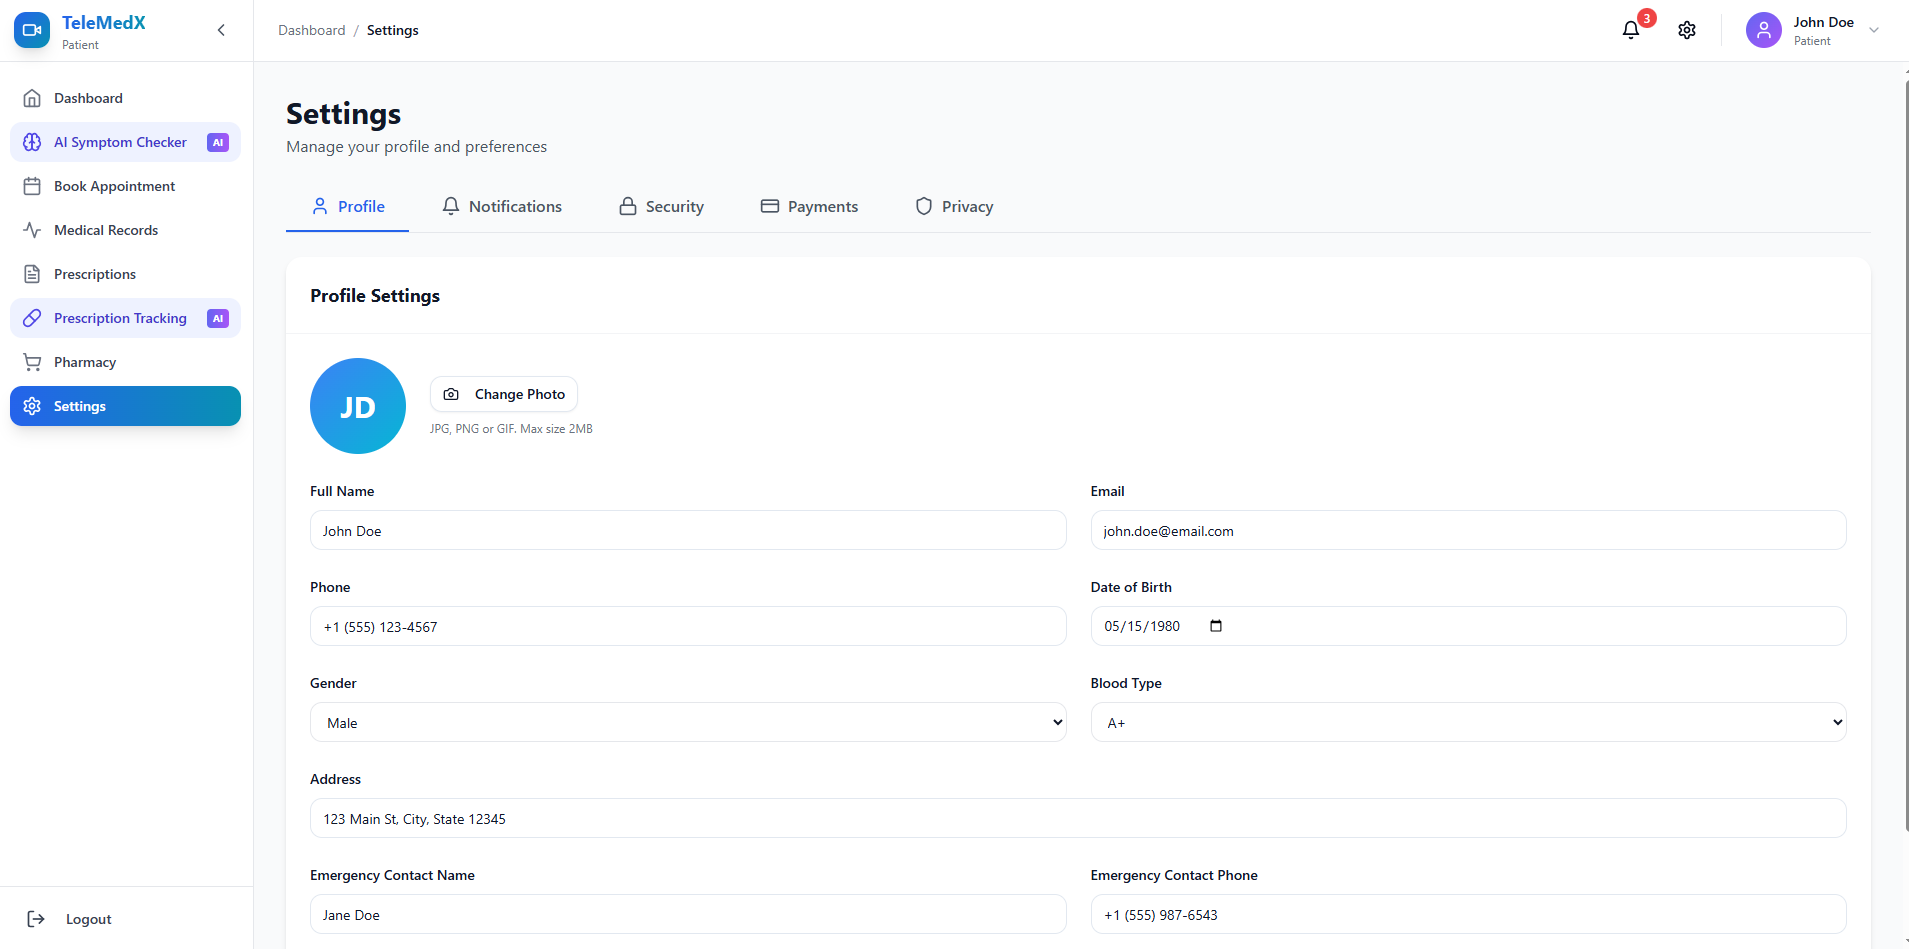 TeleMedX
Patient
Dashboard / Settings
3
John Doe
Patient
Dashboard
AI Symptom Checker AI
Book Appointment
Medical Records
Prescriptions
Prescription Tracking AI
Pharmacy
Settings
Logout
Settings
Manage your profile and preferences
Profile Notifications Security Payments Privacy
Profile Settings
JD
Change Photo
JPG, PNG or GIF. Max size 2MB
Full Name
John Doe
Email
john.doe@email.com
Phone
+1 (555) 123-4567
Date of Birth
05/15/1980
Gender
Male
Blood Type
A+
Address
123 Main St, City, State 12345
Emergency Contact Name
Jane Doe
Emergency Contact Phone
+1 (555) 987-6543